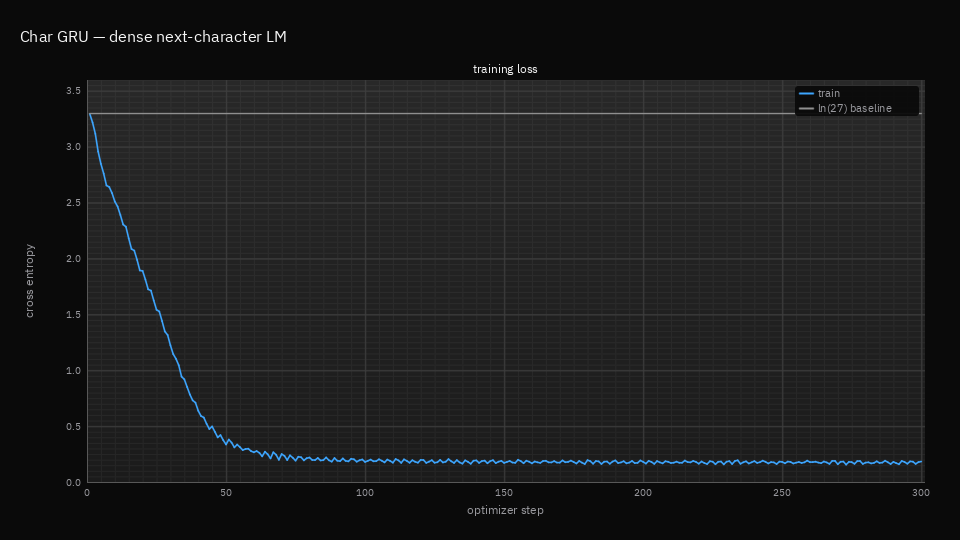 Char GRU — dense next-character LM
training loss
train
ln(27) baseline
3.5
3.0
2.5
2.0
1.5
1.0
0.5
0.0
cross entropy
0 50 100 150 200 250 300
optimizer step